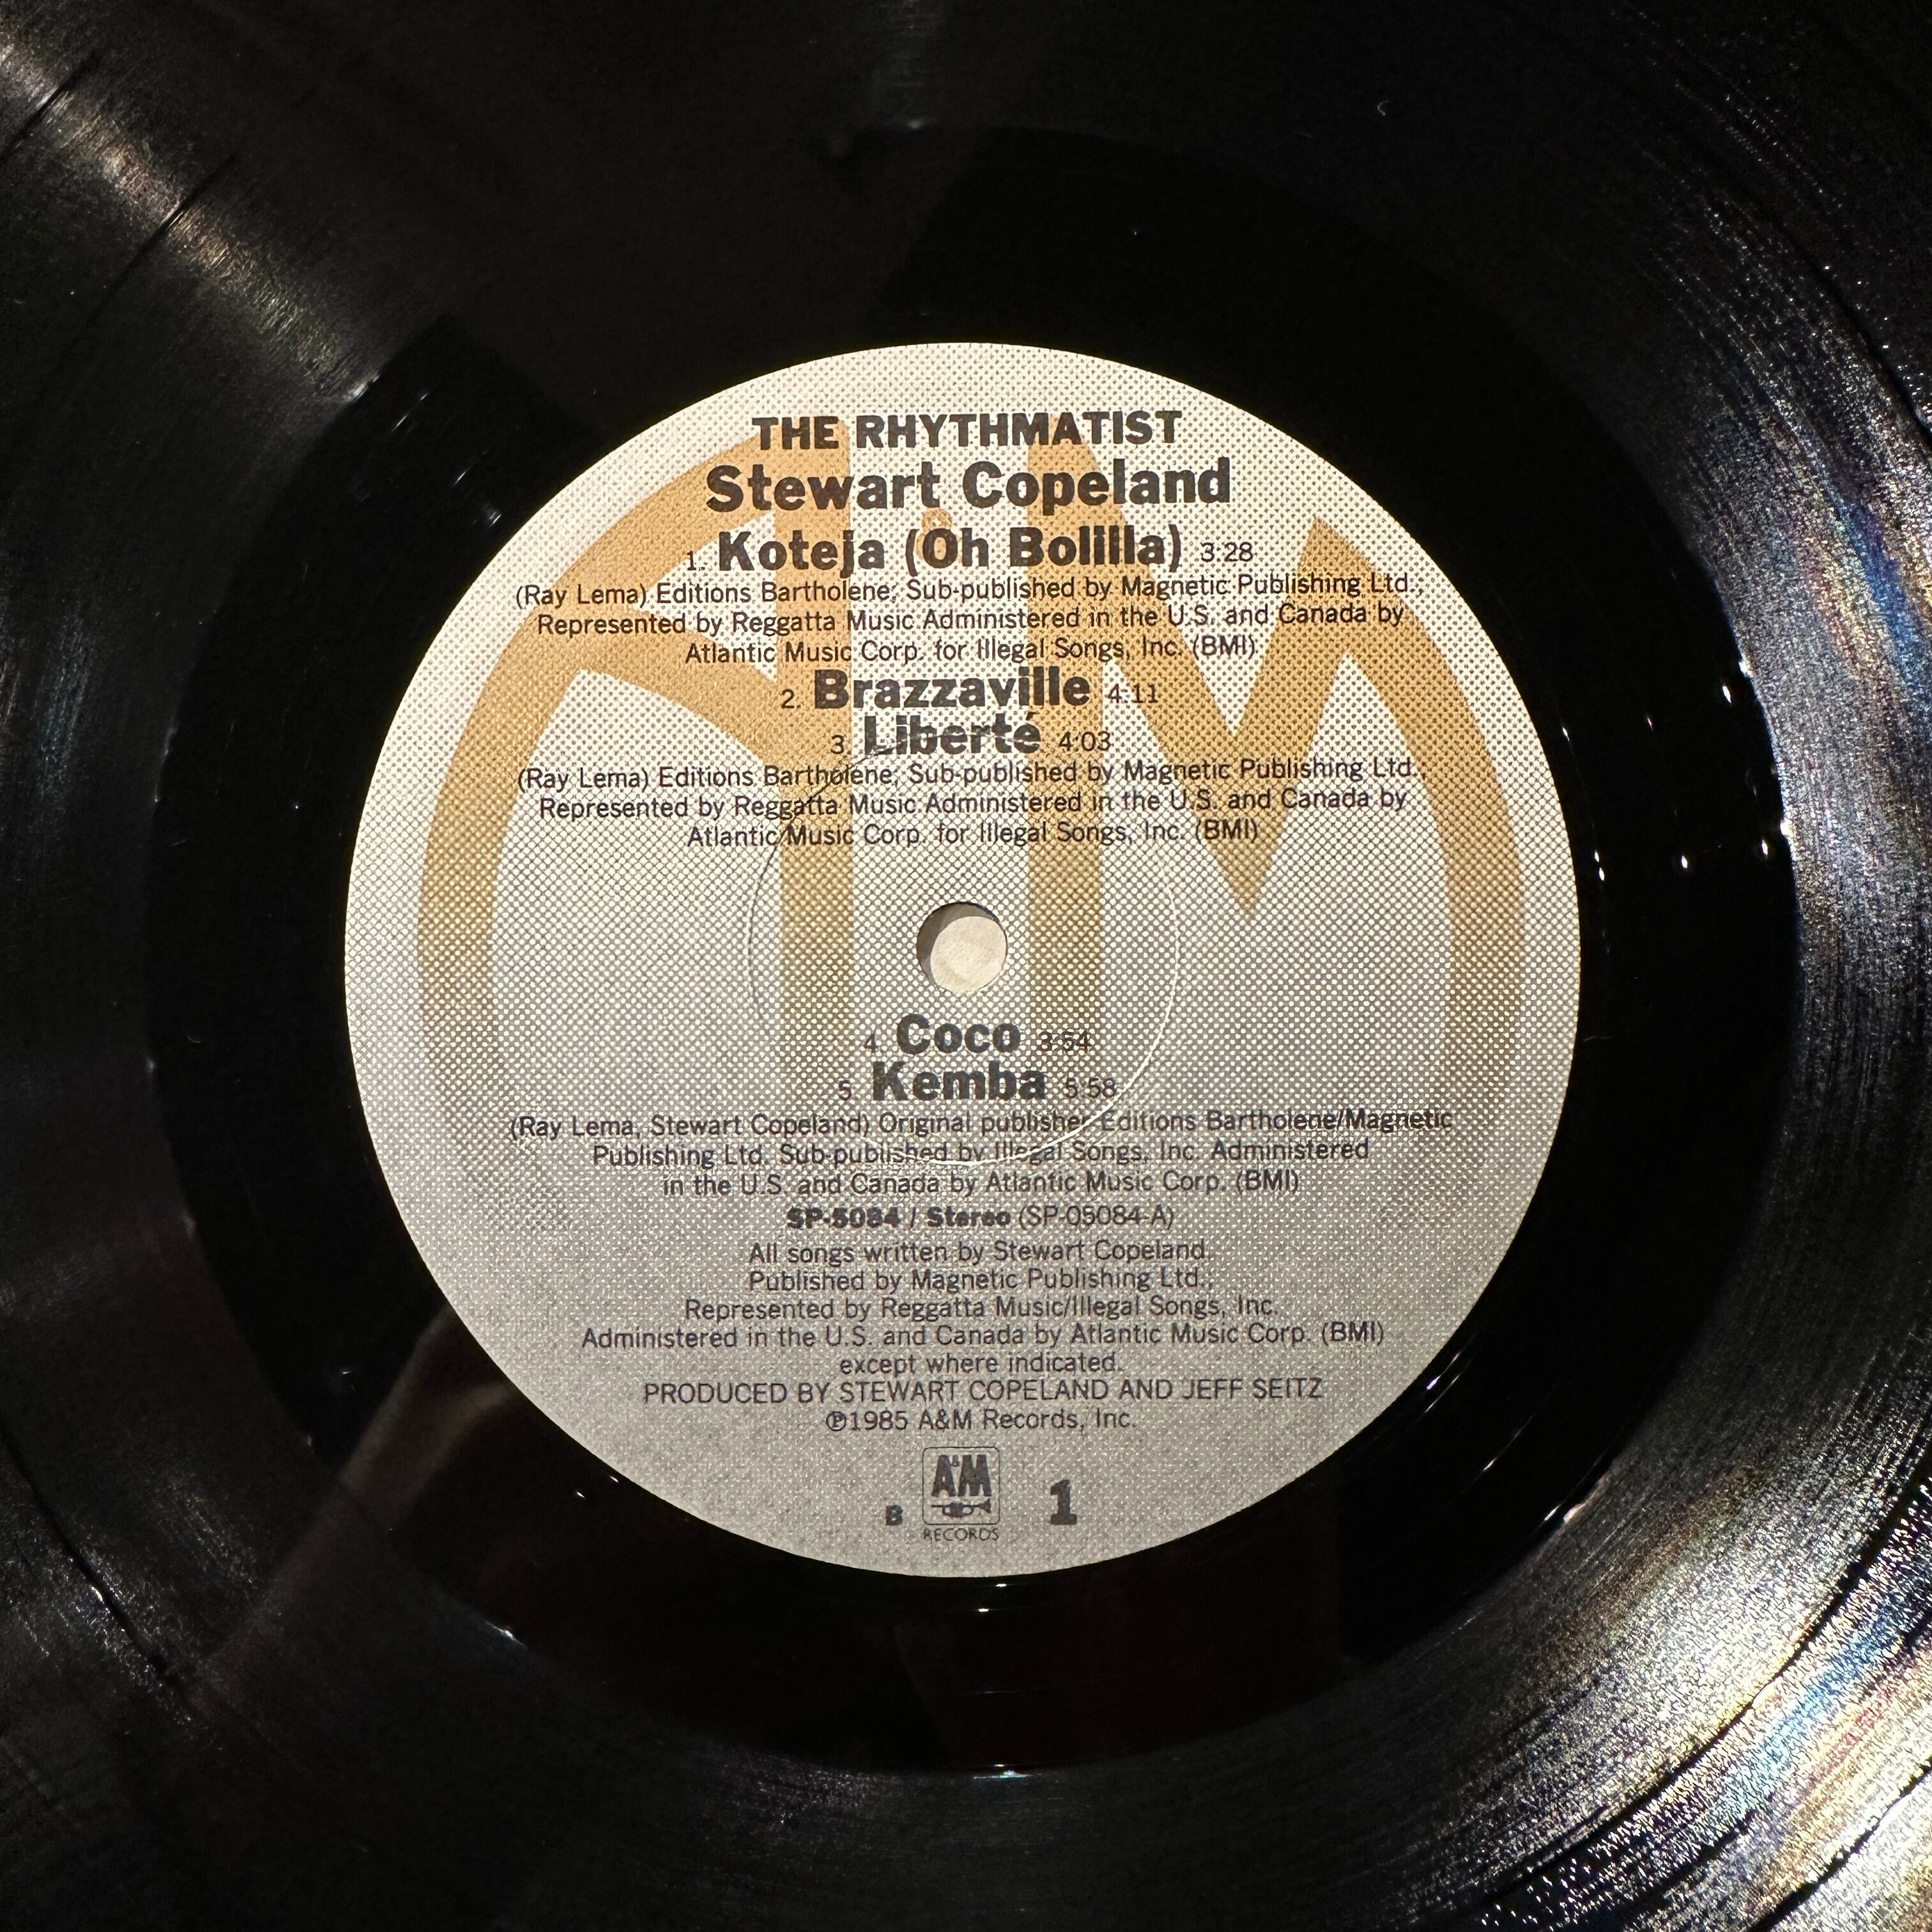 THE RHYTHMATIST
Stewart Copeland
1. Koteja (Oh Bolilla) 3:28
(Ray Lema) Editions Bartholene; Sub-published by Magnetic Publishing Ltd.;
Represented by Reggatta Music Administered in the U.S. and Canada by
Atlantic Music Corp. for Illegal Songs, Inc. (BMI)
2. Brazzaville 4:11
3. Liberté 4:03
(Ray Lema) Editions Bartholene; Sub-published by Magnetic Publishing Ltd.;
Represented by Reggatta Music Administered in the U.S. and Canada by
Atlantic Music Corp. for Illegal Songs, Inc. (BMI)
4. Coco 3:54
5. Kemba 5:58
(Ray Lema, Stewart Copeland) Original publisher Editions Bartholene/Magnetic
Publishing Ltd. Sub-published by Illegal Songs, Inc. Administered
in the U.S. and Canada by Atlantic Music Corp. (BMI)
SP-5084 / Stereo (SP-05084-A)
All songs written by Stewart Copeland.
Published by Magnetic Publishing Ltd.;
Represented by Reggatta Music/Illegal Songs, Inc.
Administered in the U.S. and Canada by Atlantic Music Corp. (BMI)
except where indicated.
PRODUCED BY STEWART COPELAND AND JEFF SEITZ
℗1985 A&M Records, Inc.
B A&M RECORDS 1